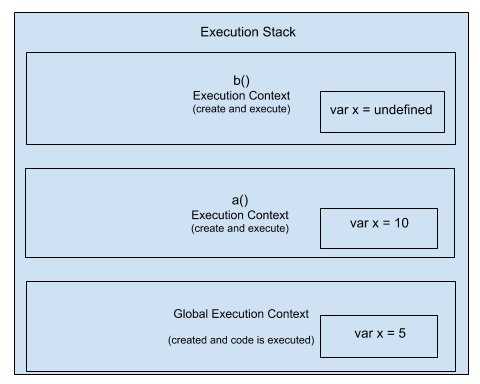 Execution Stack
b()
Execution Context
(create and execute)
var x = undefined
a()
Execution Context
(create and execute)
var x = 10
Global Execution Context
(created and code is executed)
var x = 5